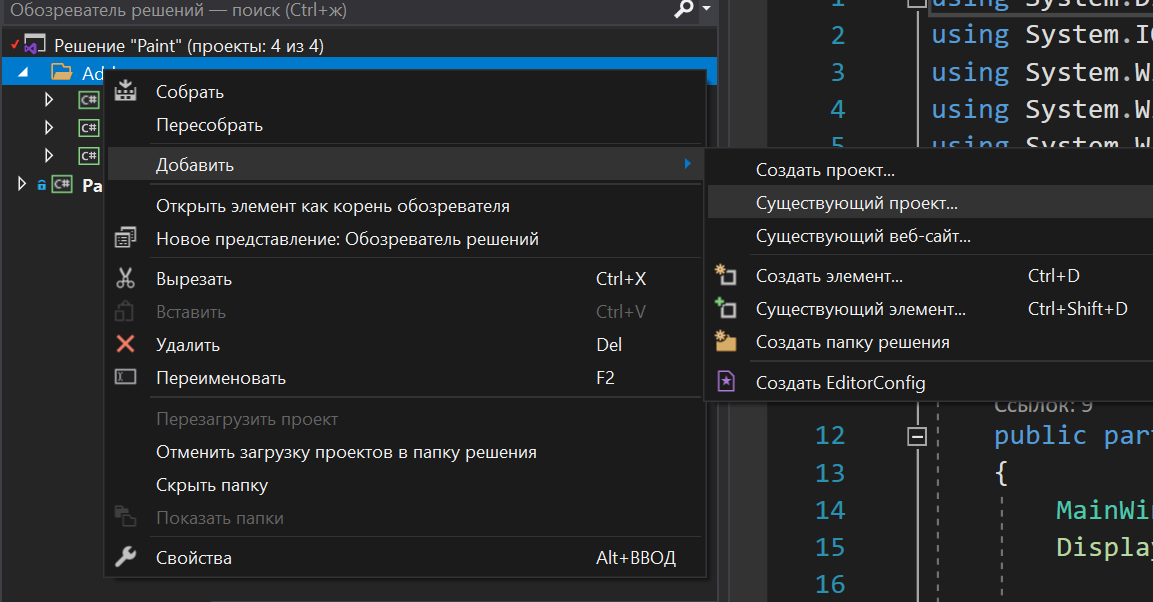 Обозреватель решений — поиск (Ctrl+ж)
Решение "Paint" (проекты: 4 из 4)
Собрать
Пересобрать
Добавить
Открыть элемент как корень обозревателя
Новое представление: Обозреватель решений
Вырезать Ctrl+X
Вставить Ctrl+V
Удалить Del
Переименовать F2
Перезагрузить проект
Отменить загрузку проектов в папку решения
Скрыть папку
Показать папки
Свойства Alt+ВВОД
Создать проект...
Существующий проект...
Существующий веб-сайт...
Создать элемент... Ctrl+D
Существующий элемент... Ctrl+Shift+D
Создать папку решения
Создать EditorConfig
C#
C#
C#
C# Pa
1 using System.D
2 using System.IO
3 using System.W
4 using System.W
5 using System.W
Ссылок: 9
12 public par
13 {
14 MainWi
15 Display
16